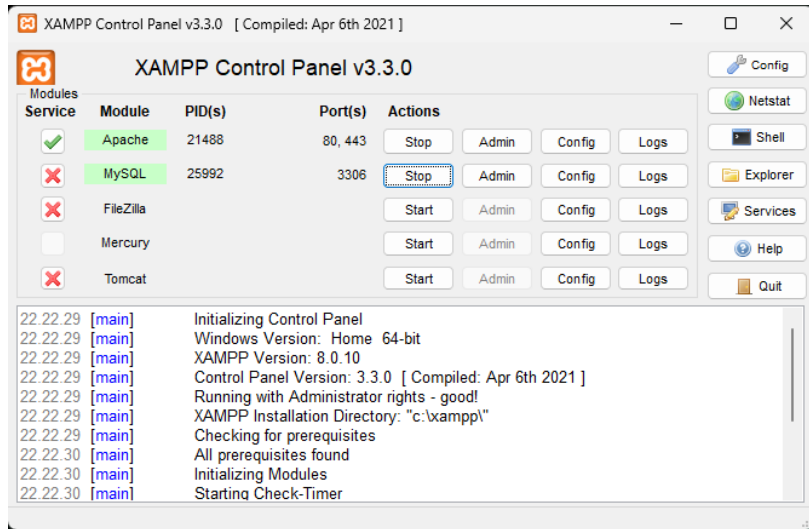 XAMPP Control Panel v3.3.0 [ Compiled: Apr 6th 2021 ]
XAMPP Control Panel v3.3.0
Config
Modules
Netstat
Service Module PID(s) Port(s) Actions
Apache 21488 80, 443 Stop Admin Config Logs
Shell
MySQL 25992 3306 Stop Admin Config Logs
Explorer
FileZilla Start Admin Config Logs
Services
Mercury Start Admin Config Logs
Help
Tomcat Start Admin Config Logs
Quit
22.22.29 [main] Initializing Control Panel
22.22.29 [main] Windows Version: Home 64-bit
22.22.29 [main] XAMPP Version: 8.0.10
22.22.29 [main] Control Panel Version: 3.3.0 [ Compiled: Apr 6th 2021 ]
22.22.29 [main] Running with Administrator rights - good!
22.22.29 [main] XAMPP Installation Directory: "c:\xampp\"
22.22.29 [main] Checking for prerequisites
22.22.30 [main] All prerequisites found
22.22.30 [main] Initializing Modules
22.22.30 [main] Starting Check-Timer